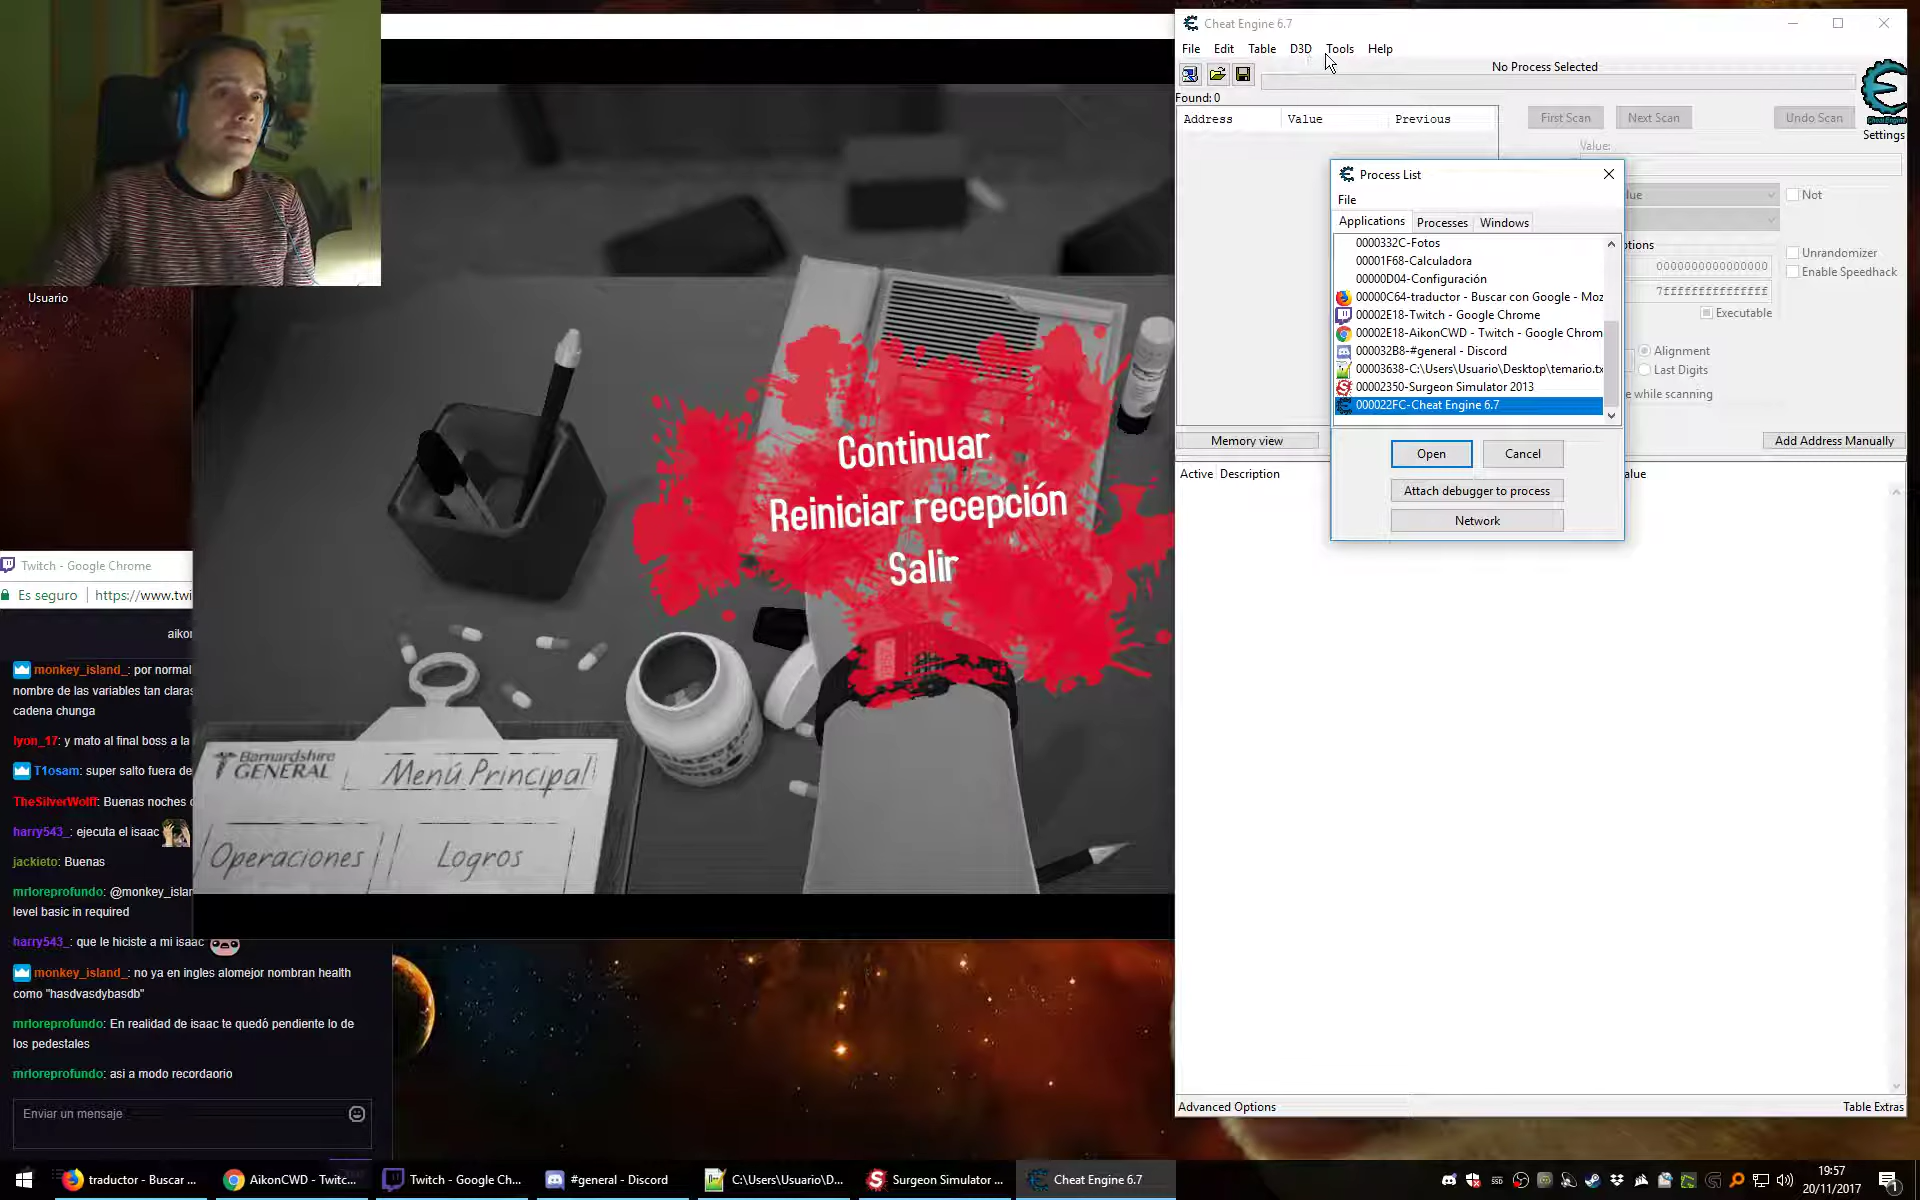 Usuario
Continuar
Reiniciar recepción
Salir
Barnardshire
GENERAL
Menú Principal
Operaciones
Logros
Twitch - Google Chrome
Es seguro
https://www.twi
aikon
monkey_island_: por normal
nombre de las variables tan claras
cadena chunga
lyon_17: y mato al final boss a la
T1osam: super salto fuera de
TheSilverWolff: Buenas noches
harry543_: ejecuta el isaac
jackieto: Buenas
mrloreprofundo: @monkey_islan
level basic in required
harry543_: que le hiciste a mi isaac
monkey_island_: no ya en ingles alomejor nombran health
como "hasdvasdybasdb"
mrloreprofundo: En realidad de isaac te quedó pendiente lo de
los pedestales
mrloreprofundo: asi a modo recordaorio
Enviar un mensaje
Cheat Engine 6.7
File Edit Table D3D Tools Help
No Process Selected
Found: 0
Address Value Previous
First Scan Next Scan Undo Scan
Settings
Value:
lue
Not
Unrandomizer
Enable Speedhack
0000000000000000
7fffffffffffffff
Executable
Alignment
Last Digits
e while scanning
Memory view
Add Address Manually
Active Description
alue
Process List
File
Applications Processes Windows
0000332C-Fotos
00001F68-Calculadora
00000D04-Configuración
00000C64-traductor - Buscar con Google - Moz
00002E18-Twitch - Google Chrome
00002E18-AikonCWD - Twitch - Google Chrom
000032B8-#general - Discord
00003638-C:\Users\Usuario\Desktop\temario.tx
00002350-Surgeon Simulator 2013
000022FC-Cheat Engine 6.7
Open Cancel
Attach debugger to process
Network
Advanced Options
Table Extras
traductor - Buscar ...
AikonCWD - Twitc...
Twitch - Google Ch...
#general - Discord
C:\Users\Usuario\D...
Surgeon Simulator ...
Cheat Engine 6.7
19:57
20/11/2017